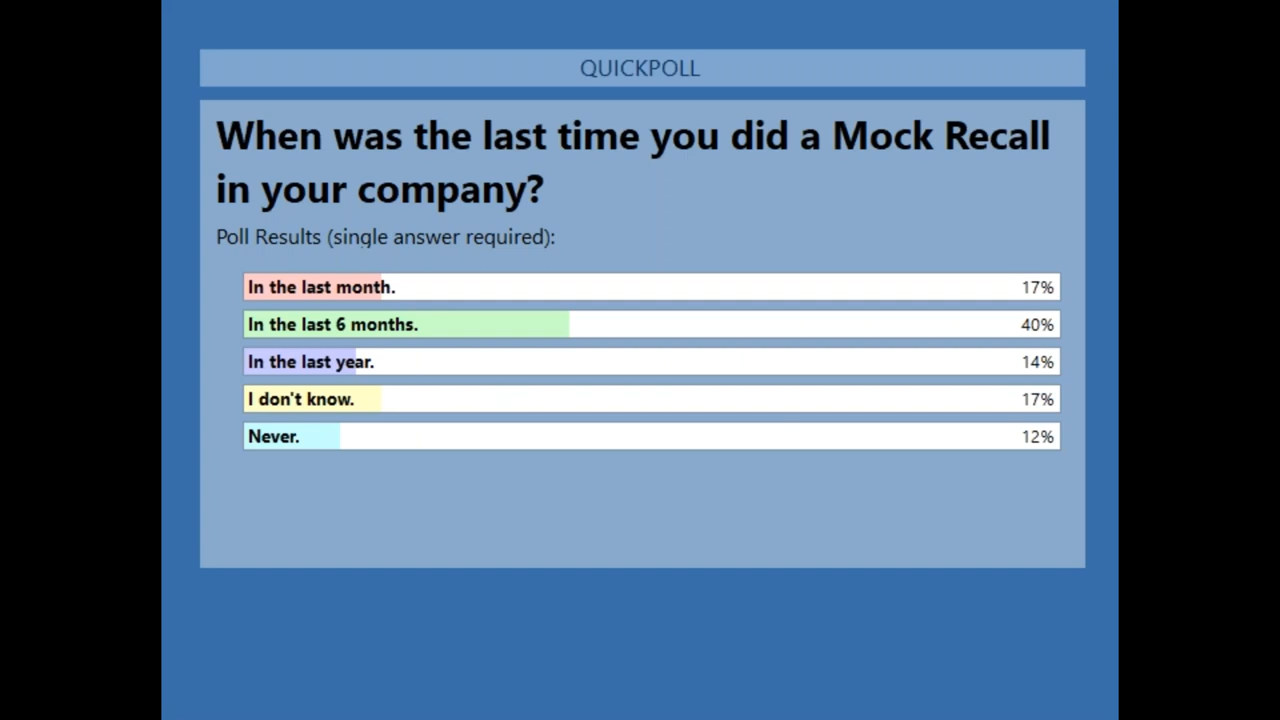 QUICKPOLL
When was the last time you did a Mock Recall
in your company?
Poll Results (single answer required):
In the last month. 17%
In the last 6 months. 40%
In the last year. 14%
I don't know. 17%
Never. 12%